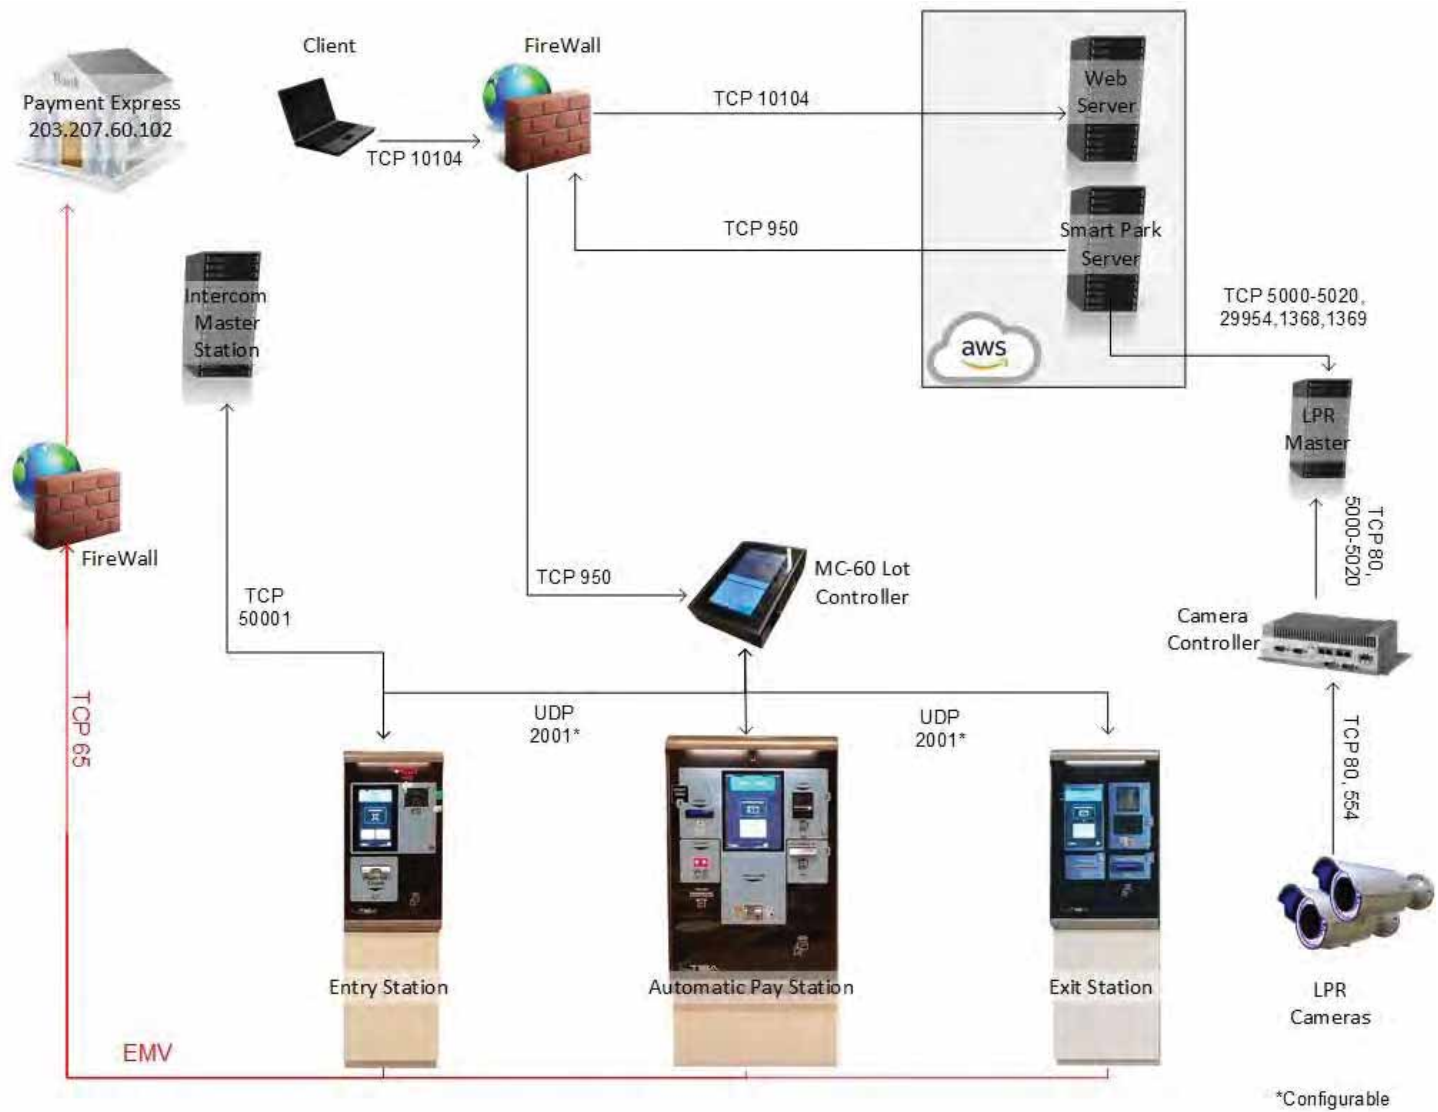 Client
FireWall
Bank
Payment Express
203.207.60.102
TCP 10104
TCP 10104
Web
Server
TCP 950
Smart Park
Server
aws
TCP 5000-5020,
29954,1368,1369
Intercom
Master
Station
LPR
Master
TCP 80,
5000-5020
FireWall
TCP
50001
TCP 950
MC-60 Lot
Controller
Camera
Controller
TCP 65
UDP
2001*
UDP
2001*
TCP 80, 554
Entry Station
Automatic Pay Station
Exit Station
LPR
Cameras
EMV
*Configurable